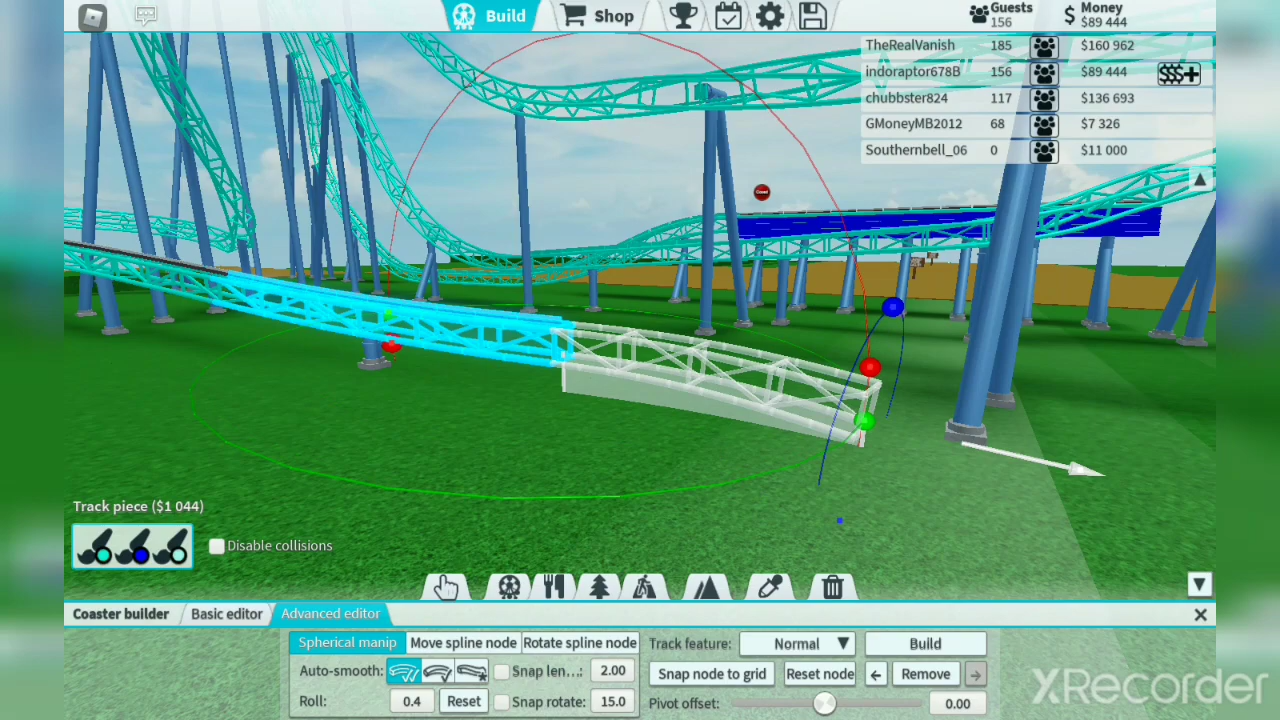 Build
Shop
Guests
156
$ Money
$89 444
TheRealVanish 185 $160 962
indoraptor678B 156 $89 444 $$$+
chubbster824 117 $136 693
GMoneyMB2012 68 $7 326
Southernbell_06 0 $11 000
Track piece ($1 044)
Disable collisions
Coaster builder Basic editor Advanced editor
Spherical manip Move spline node Rotate spline node Track feature: Normal Build
Auto-smooth: Snap len...: 2.00 Snap node to grid Reset node Remove
Roll: 0.4 Reset Snap rotate: 15.0 Pivot offset: 0.00
XRecorder